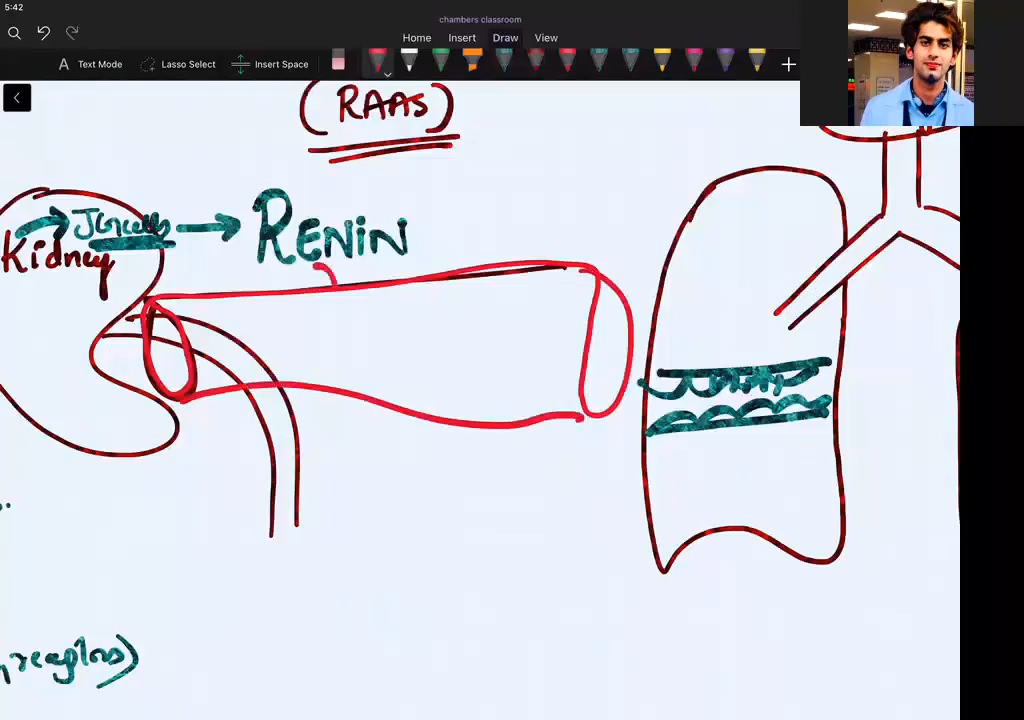 5:42
chambers classroom
Home Insert Draw View
Text Mode Lasso Select Insert Space
(RAAS)
RENIN
Kidney